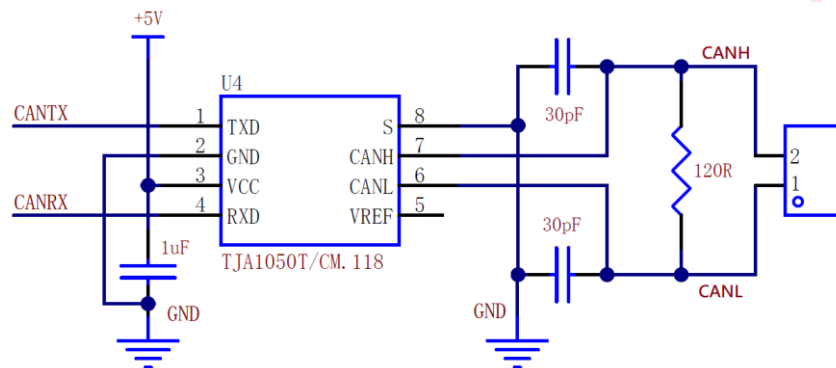 +5V
U4
CANTX
1
TXD
2
GND
3
VCC
CANRX
4
RXD
S
8
CANH
7
CANL
6
VREF
5
TJA1050T/CM.118
1uF
GND
30pF
30pF
GND
CANH
120R
CANL
2
1